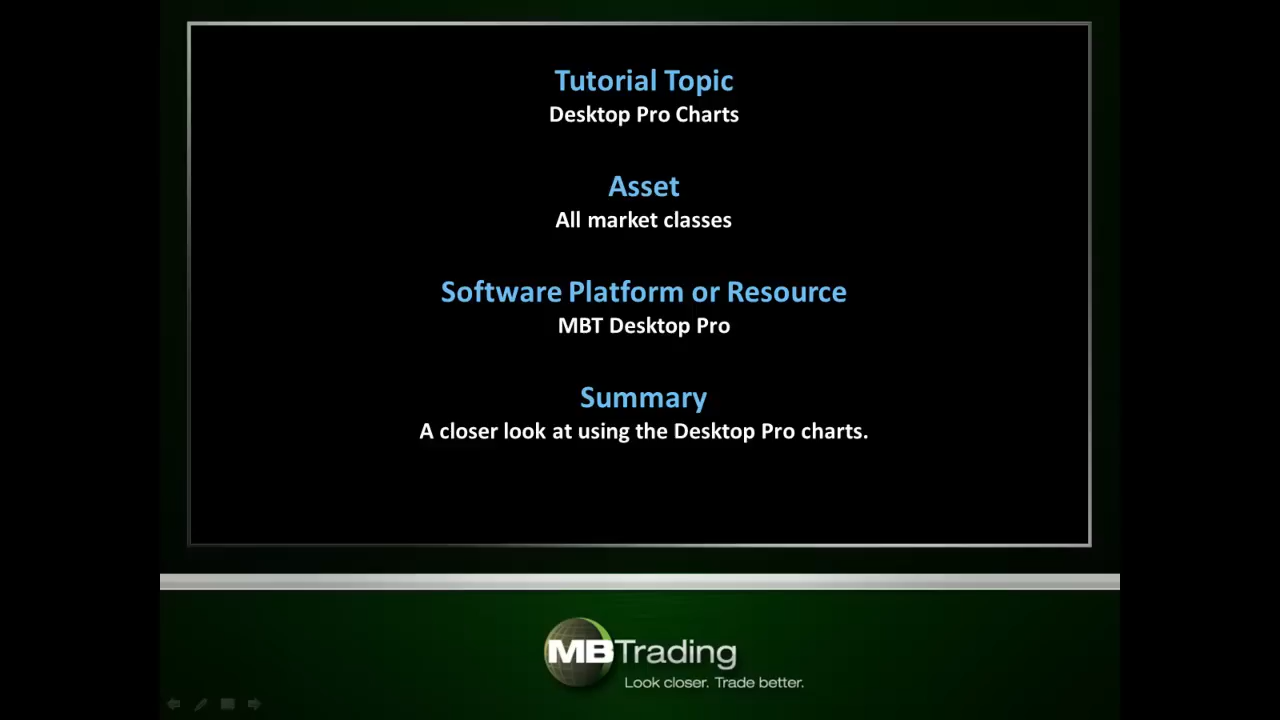 Tutorial Topic
Desktop Pro Charts
Asset
All market classes
Software Platform or Resource
MBT Desktop Pro
Summary
A closer look at using the Desktop Pro charts.
MBTrading
Look closer. Trade better.